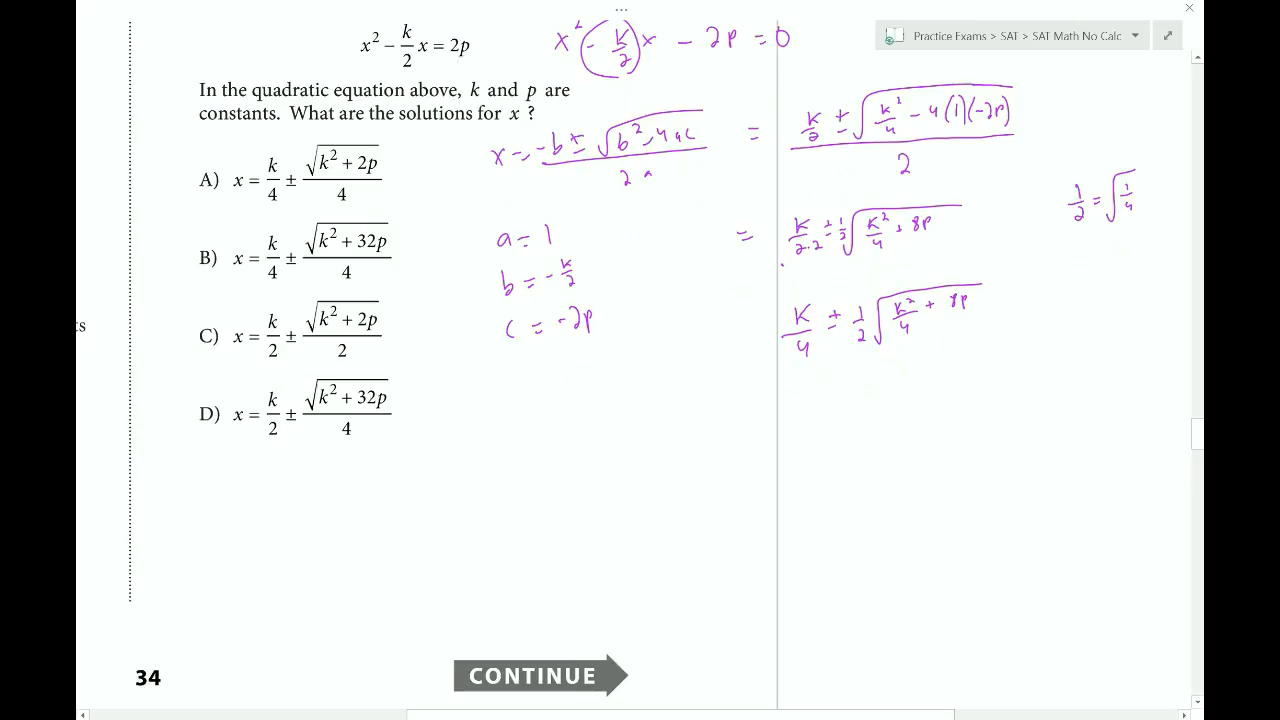 ...
x² - k/2 x = 2p
x² - k/2 x - 2p = 0
Practice Exams > SAT > SAT Math No Calc
In the quadratic equation above, k and p are
constants. What are the solutions for x ?
x = -b ± √(b² - 4ac) / 2a
= k/2 ± √(k²/4 - 4(1)(-2p)) / 2
A) x = k/4 ± √(k² + 2p) / 4
1/2 = √(1/4)
B) x = k/4 ± √(k² + 32p) / 4
a = 1
= k/2·2 ± 1/2 √(k²/4 + 8p)
b = -k/2
ts
C) x = k/2 ± √(k² + 2p) / 2
c = -2p
k/4 ± 1/2 √(k²/4 + 8p)
D) x = k/2 ± √(k² + 32p) / 4
34
CONTINUE